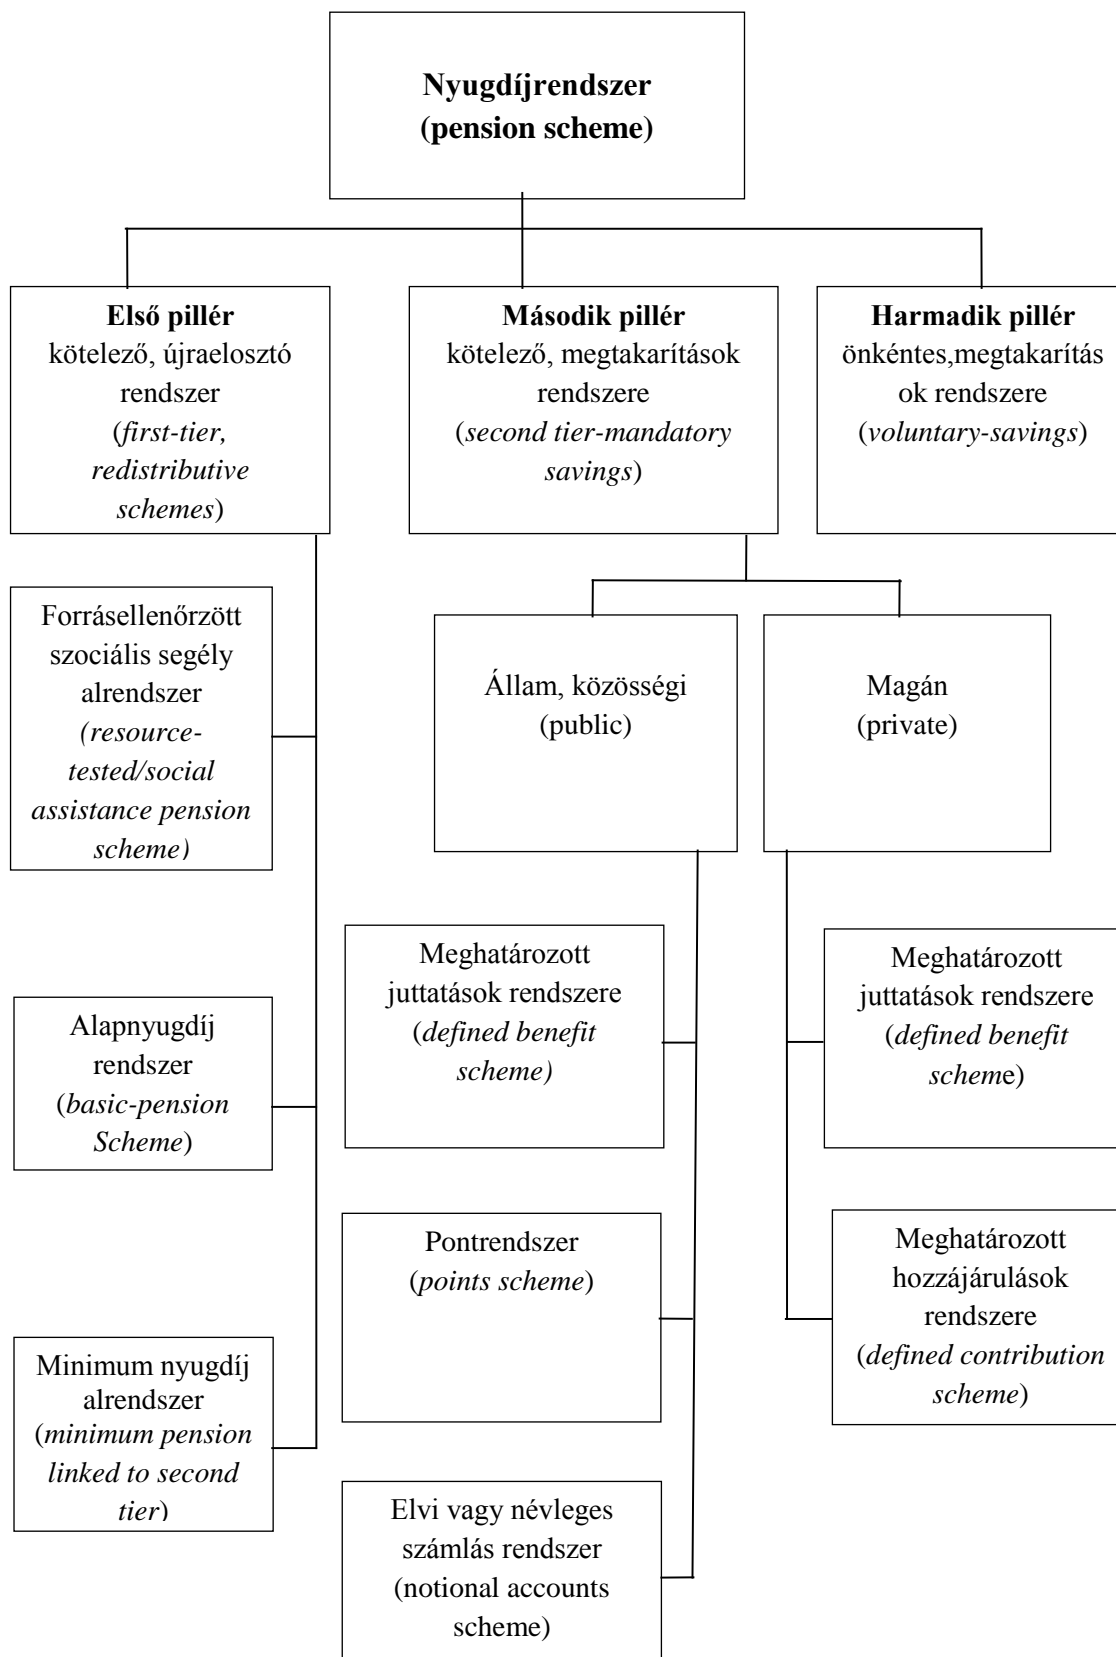 Nyugdíjrendszer
(pension scheme)
Első pillér
kötelező, újraelosztó
rendszer
(first-tier,
redistributive
schemes)
Második pillér
kötelező, megtakarítások
rendszere
(second tier-mandatory
savings)
Harmadik pillér
önkéntes,megtakarítás
ok rendszere
(voluntary-savings)
Forrásellenőrzött
szociális segély
alrendszer
(resource-
tested/social
assistance pension
scheme)
Állam, közösségi
(public)
Magán
(private)
Meghatározott
juttatások rendszere
(defined benefit
scheme)
Meghatározott
juttatások rendszere
(defined benefit
scheme)
Alapnyugdíj
rendszer
(basic-pension
Scheme)
Pontrendszer
(points scheme)
Meghatározott
hozzájárulások
rendszere
(defined contribution
scheme)
Minimum nyugdíj
alrendszer
(minimum pension
linked to second
tier)
Elvi vagy névleges
számlás rendszer
(notional accounts
scheme)